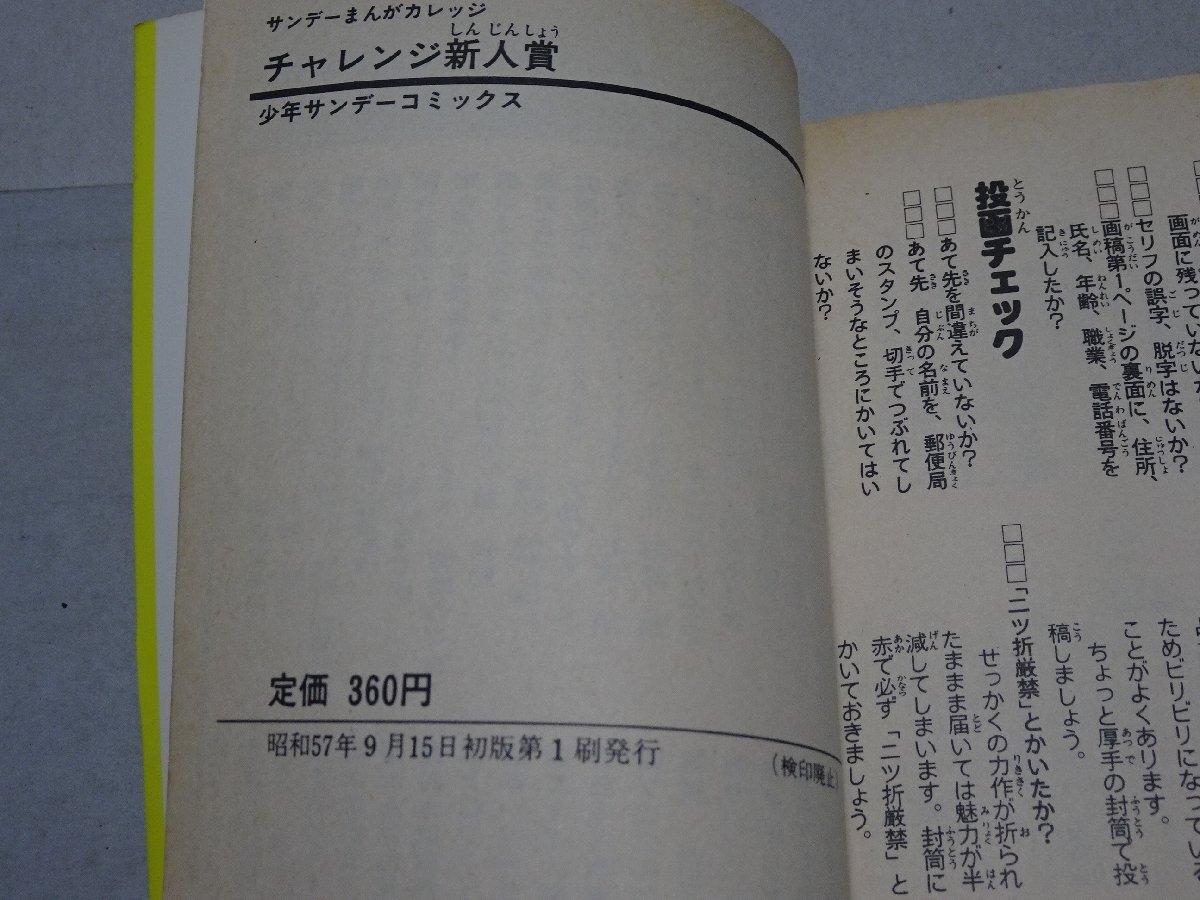 サンデーまんがカレッジ
しんじんしょう
チャレンジ新人賞
少年サンデーコミックス
定価 360円
昭和57年9月15日初版第1刷発行
(検印廃止)
画面に残っていないか
□□□セリフの誤字、脱字はないか?
□□□画稿第1ページの裏面に、住所、
氏名、年齢、職業、電話番号を
記入したか?
とうかん
投函チェック
□□□あて先を間違えていないか?
□□□あて先 自分の名前を、郵便局
のスタンプ、切手でつぶれてし
まいそうなところにかいてはい
ないか?
ためビリビリになっている
ことがよくあります。
ちょっと厚手の封筒で投
稿しましょう。
□□□「二ツ折厳禁」とかいたか?
せっかくの力作が折られ
たまま届いては魅力が半
減してしまいます。封筒に
赤で必ず「二ツ折厳禁」と
かいておきましょう。